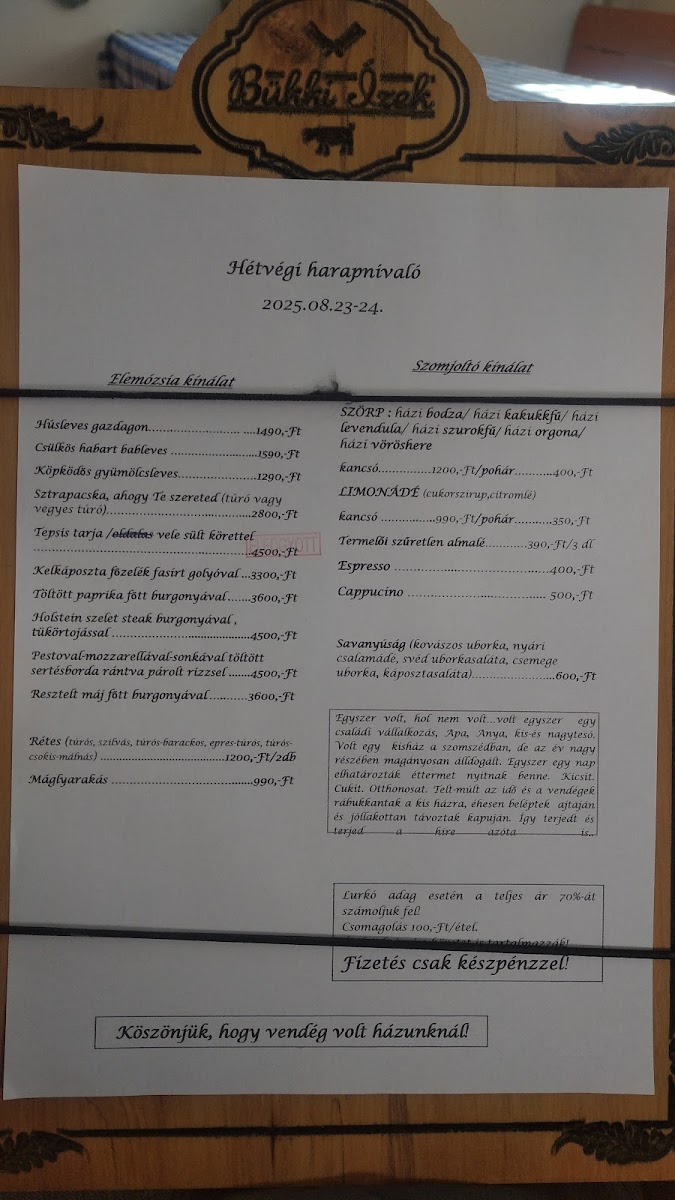 Bükki Ízek
Hétvégi harapnivaló
2025.08.23-24.
Elemózsia kínálat
Húsleves gazdagon............................1490,-Ft
Csülkös habart bableves ......................1590,-Ft
Köpködős gyümölcsleves......................1290,-Ft
Sztrapacska, ahogy Te szereted (túró vagy
vegyes túró)......................................2800,-Ft
Tepsis tarja /oldalas vele sült körettel
......................................................4500,-Ft
ELFOGYOTT
Kelkáposzta főzelék fasírt golyóval ...3300,-Ft
Töltött paprika főtt burgonyával......3600,-Ft
Holstein szelet steak burgonyával ,
tükörtojással ....................................4500,-Ft
Pestoval-mozzarellával-sonkával töltött
sertésborda rántva párolt rizzsel .......4500,-Ft
Resztelt máj főtt burgonyával..........3600,-Ft
Rétes (túrós, szilvás, túrós-barackos, epres-túrós, túrós-
csokis-málnás) ...................................1200,-Ft/2db
Máglyarakás ....................................990,-Ft
Szomjoltó kínálat
SZÖRP : házi bodza/ házi kakukkfű/ házi
levendula/ házi szurokfű/ házi orgona/
házi vöröshere
kancsó..............1200,-Ft/pohár..........400,-Ft
LIMONÁDÉ (cukorszirup,citromlé)
kancsó ..............990,-Ft/pohár..........350,-Ft
Termelői szűretlen almalé............390,-Ft/3 dl
Espresso ........................................400,-Ft
Cappucino ................................... 500,-Ft
Savanyúság (kovászos uborka, nyári
csalamádé, svéd uborkasaláta, csemege
uborka, káposztasaláta)........................600,-Ft
Egyszer volt, hol nem volt...volt egyszer egy
családi vállalkozás, Apa, Anya, kis-és nagytesó.
Volt egy kisház a szomszédban, de az év nagy
részében magányosan álldogált. Egyszer egy nap
elhatározták éttermet nyitnak benne. Kicsit.
Cukit. Otthonosat. Telt-múlt az idő és a vendégek
rábukkantak a kis házra, éhesen beléptek ajtaján
és jóllakottan távoztak kapuján. Így terjedt és
terjed a híre azóta is..
Lurkó adag esetén a teljes ár 70%-át
számoljuk fel!
Csomagolás 100,-Ft/étel.
is tartalmazzák!
Fizetés csak készpénzzel!
Köszönjük, hogy vendég volt házunknál!